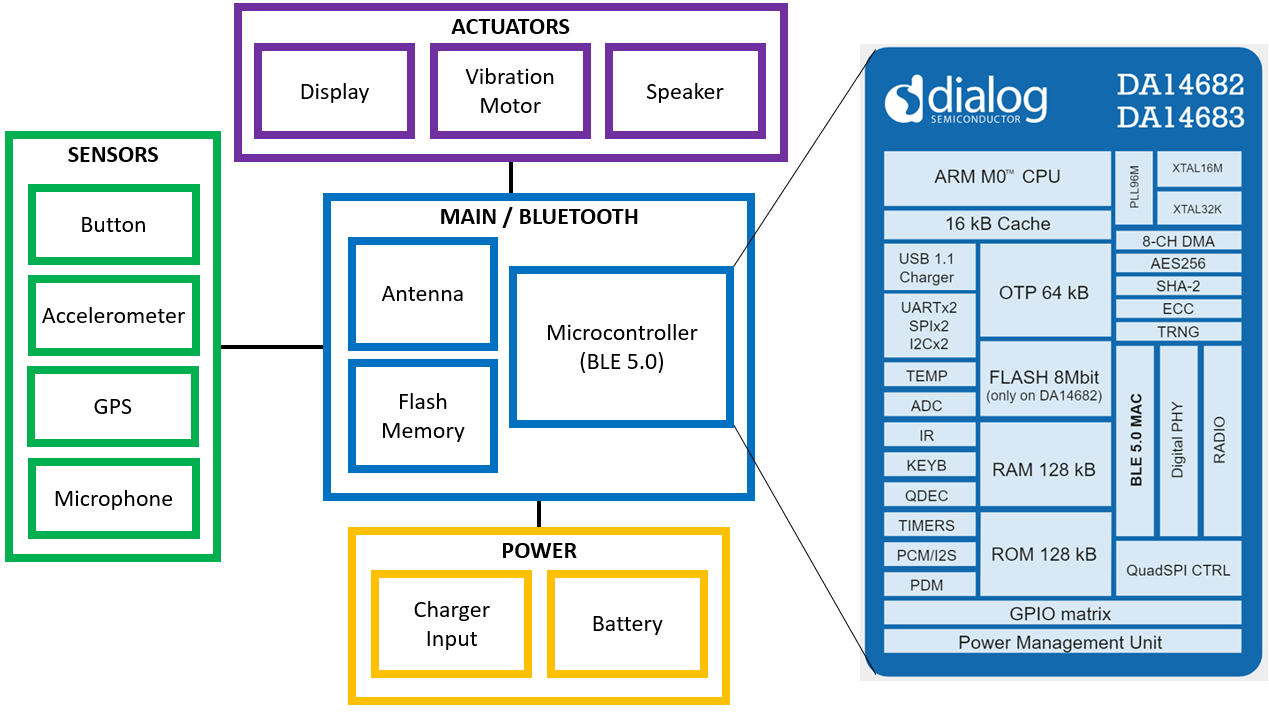 ACTUATORS
Display
Vibration
Motor
Speaker
SENSORS
Button
Accelerometer
GPS
Microphone
MAIN / BLUETOOTH
Antenna
Flash
Memory
Microcontroller
(BLE 5.0)
POWER
Charger
Input
Battery
dialog
SEMICONDUCTOR
DA14682
DA14683
ARM M0™ CPU
16 kB Cache
PLL96M
XTAL16M
XTAL32K
USB 1.1
Charger
UARTx2
SPIx2
I2Cx2
TEMP
ADC
IR
KEYB
QDEC
TIMERS
PCM/I2S
PDM
OTP 64 kB
FLASH 8Mbit
(only on DA14682)
RAM 128 kB
ROM 128 kB
8-CH DMA
AES256
SHA-2
ECC
TRNG
BLE 5.0 MAC
Digital PHY
RADIO
QuadSPI CTRL
GPIO matrix
Power Management Unit